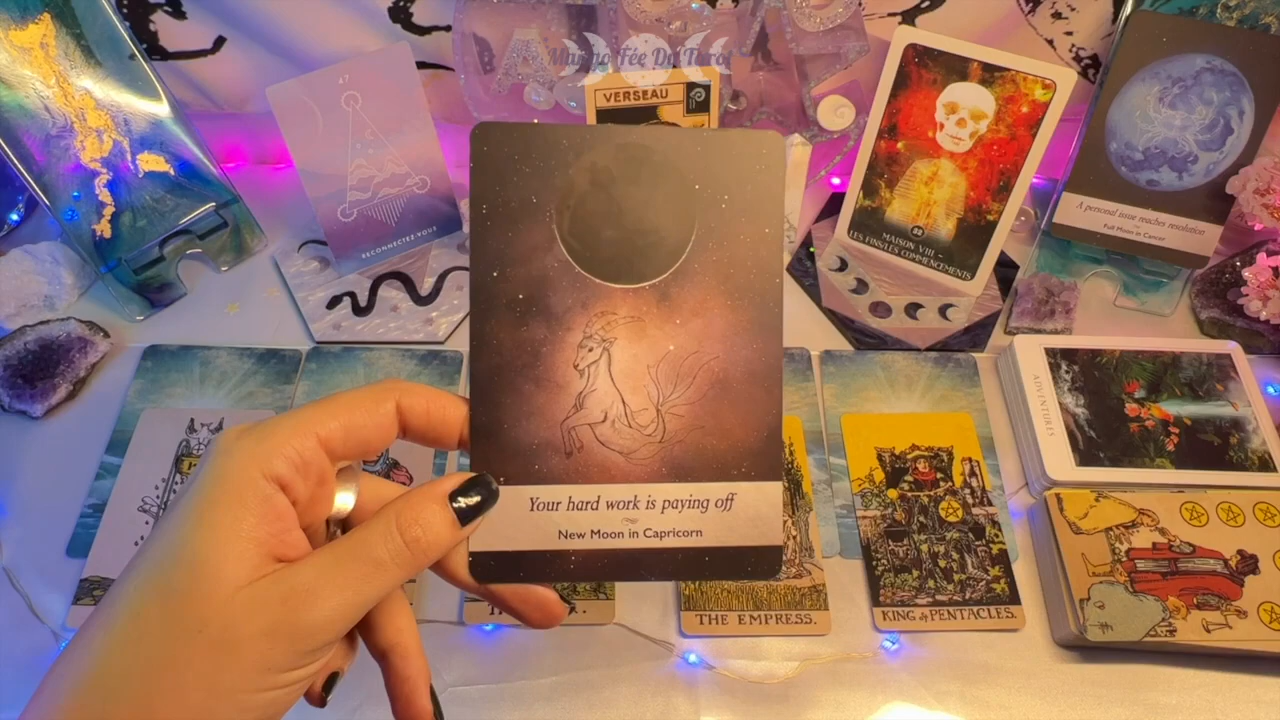 Mango Fée Du Tarot
VERSEAU
47
RECONNECTEZ-VOUS
MAISON VIII –
LES FINS/LES COMMENCEMENTS
A personal issue reaches resolution
Full Moon in Cancer
Your hard work is paying off
New Moon in Capricorn
ADVENTURES
THE EMPRESS.
KING of PENTACLES.